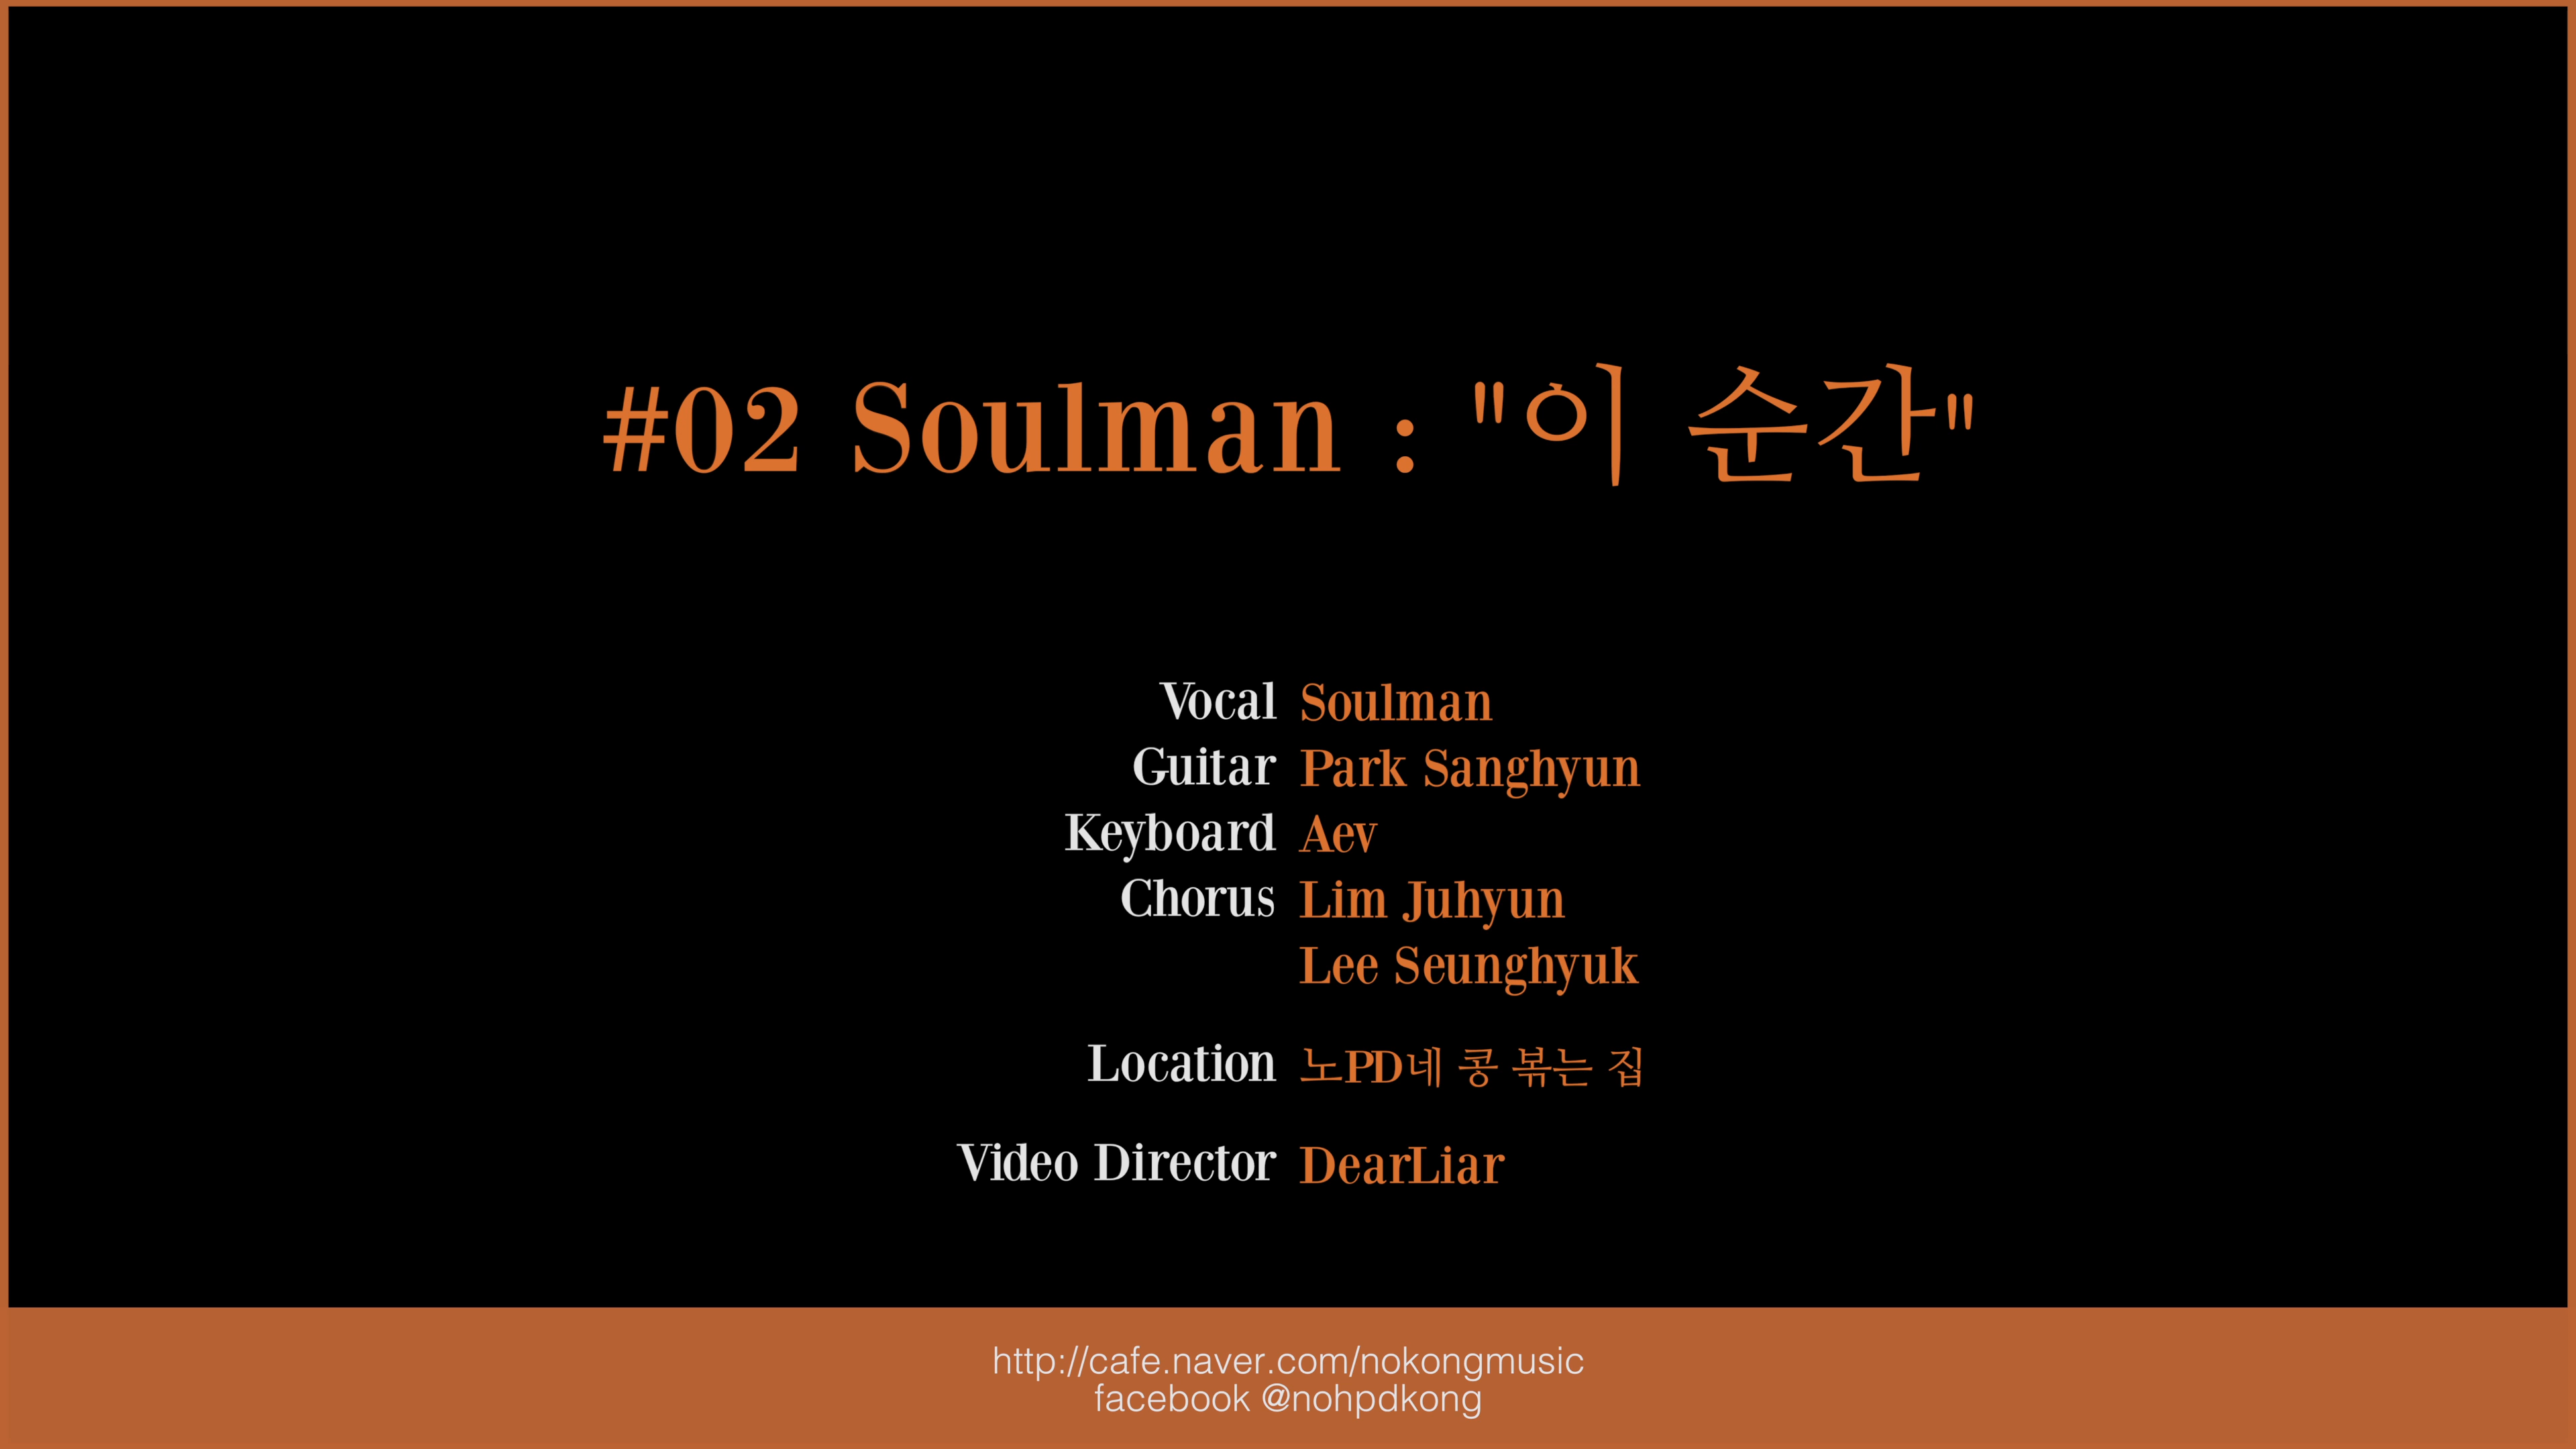 #02 Soulman : "이 순간"
Vocal Soulman
Guitar Park Sanghyun
Keyboard Aev
Chorus Lim Juhyun
Lee Seunghyuk
Location 노PD네 콩 볶는 집
Video Director DearLiar
http://cafe.naver.com/nokongmusic
facebook @nohpdkong